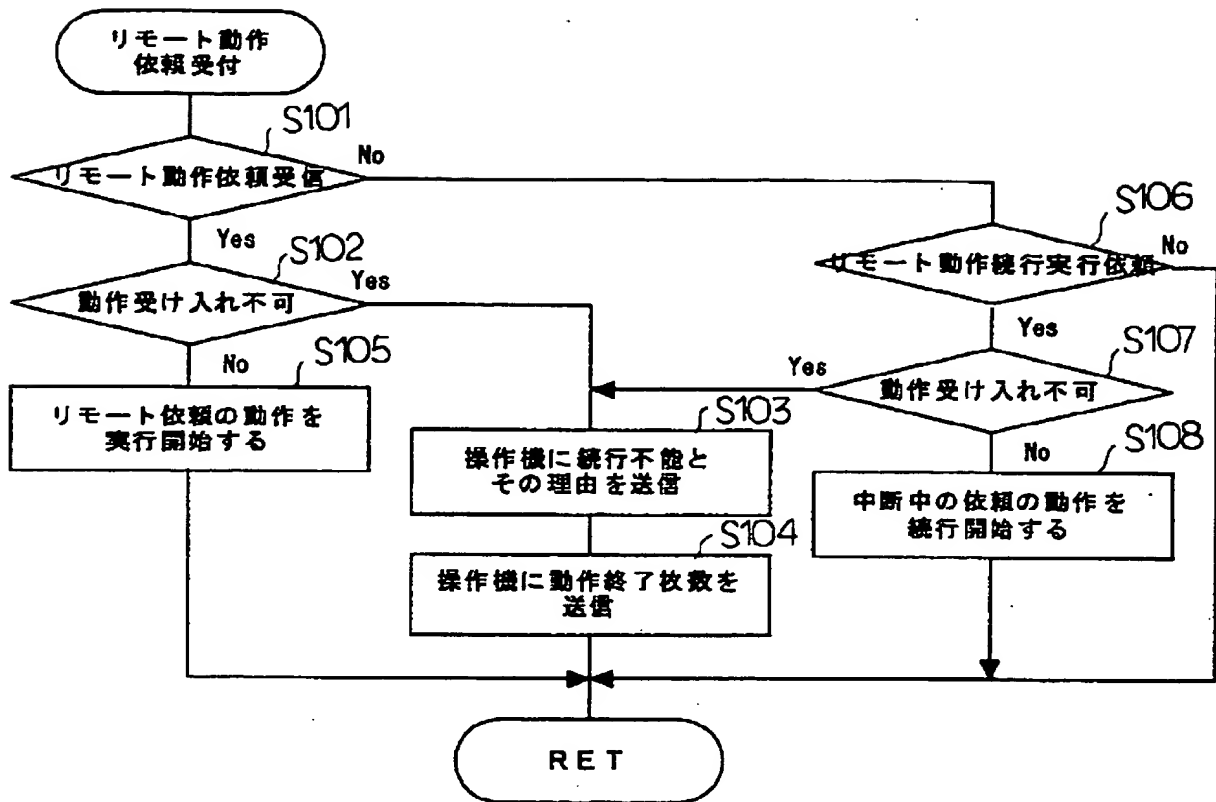 リモート動作
依頼受付
S101
リモート動作依頼受信
No
Yes
S102
動作受け入れ不可
Yes
No
S105
リモート依頼の動作を
実行開始する
S103
操作機に続行不能と
その理由を送信
S104
操作機に動作終了枚数を
送信
S106
リモート動作続行実行依頼
No
Yes
S107
動作受け入れ不可
Yes
No
S108
中断中の依頼の動作を
続行開始する
RET